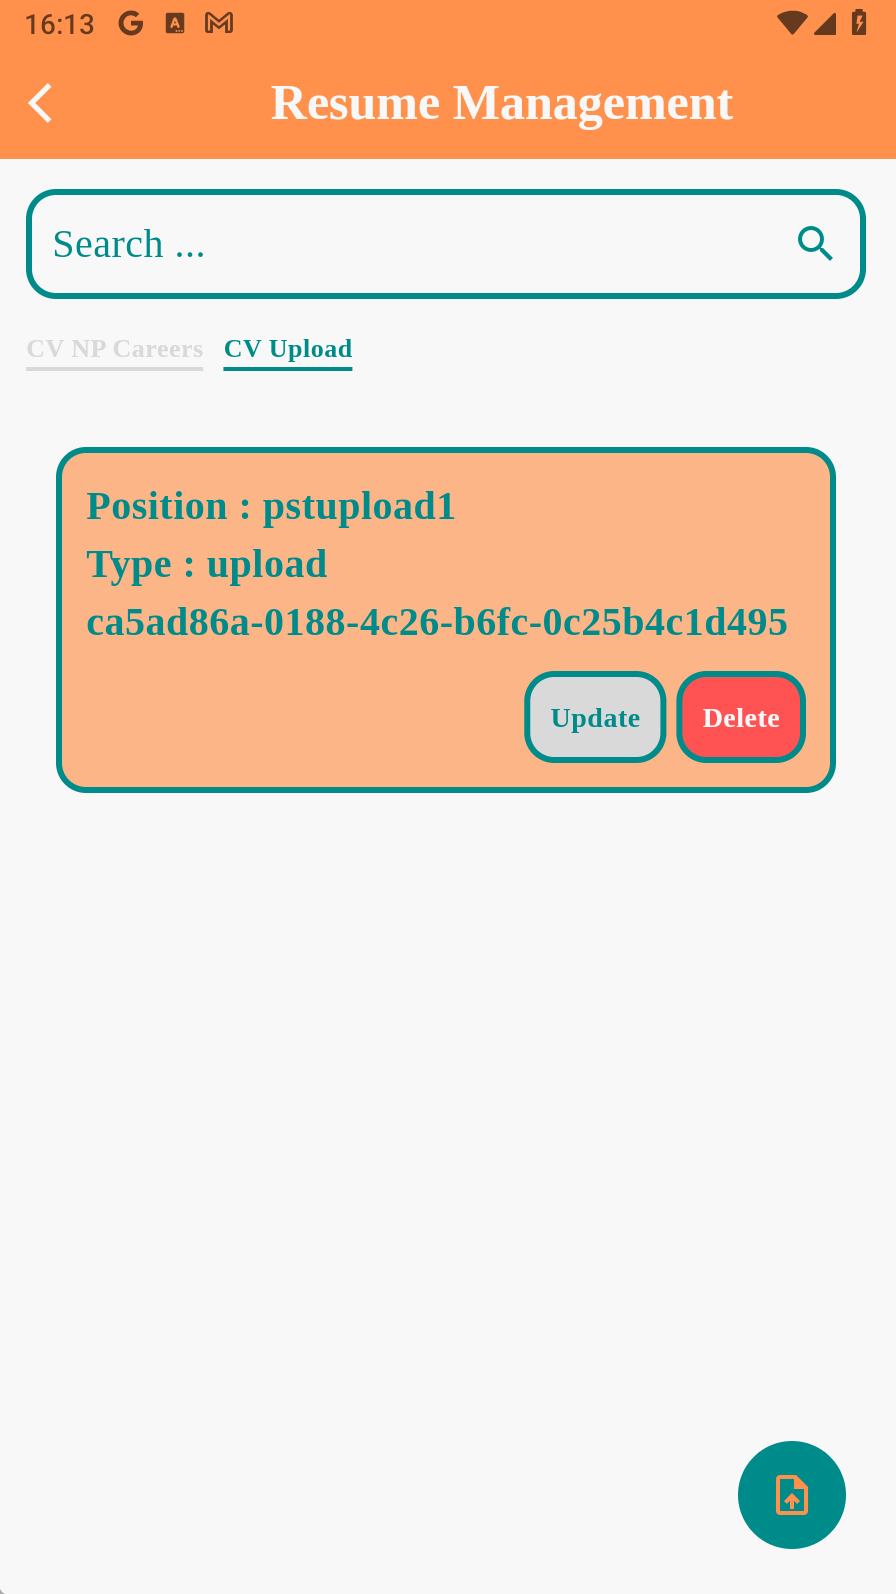 16:13
Resume Management
Search ...
CV NP Careers CV Upload
Position : pstupload1
Type : upload
ca5ad86a-0188-4c26-b6fc-0c25b4c1d495
Update Delete